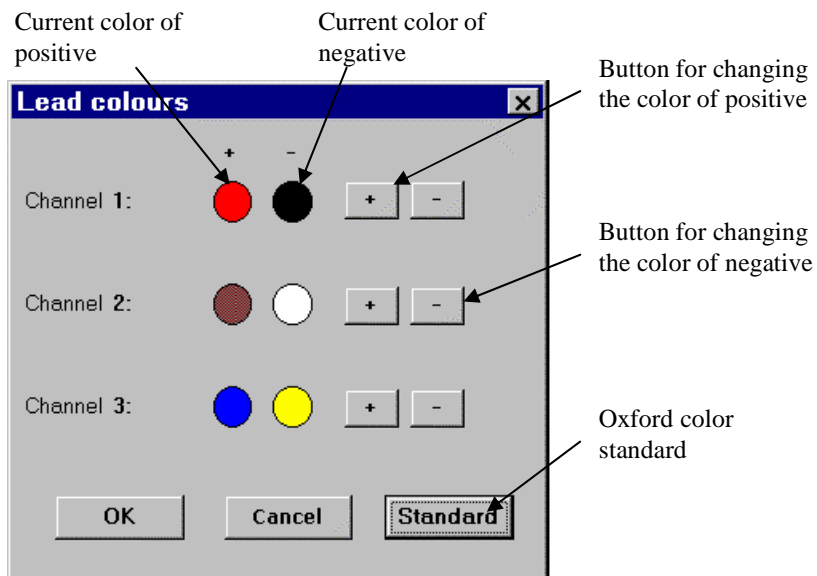 Current color of
positive
Current color of
negative
Button for changing
the color of positive
Lead colours
+ -
Channel 1:
+ -
Button for changing
the color of negative
Channel 2:
+ -
Channel 3:
+ -
Oxford color
standard
OK Cancel Standard